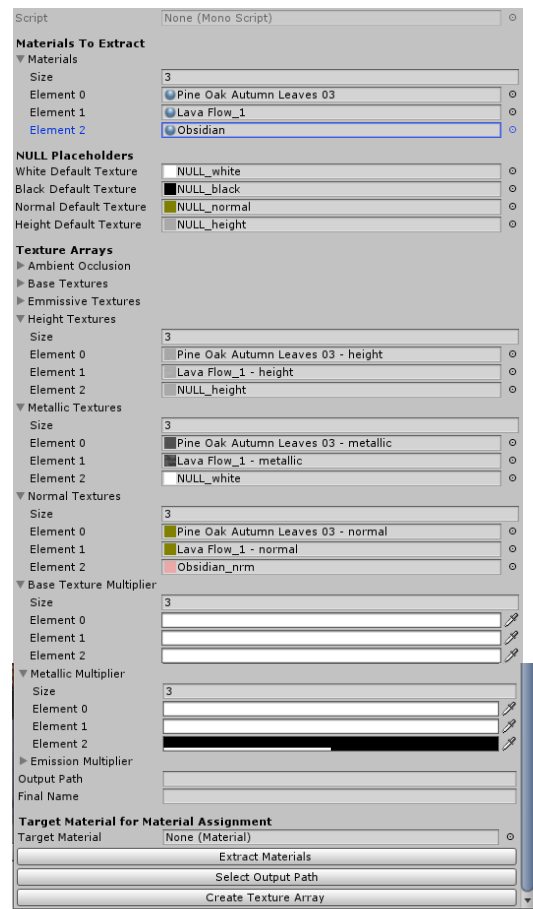 Script None (Mono Script)
Materials To Extract
Materials
Size 3
Element 0 Pine Oak Autumn Leaves 03
Element 1 Lava Flow_1
Element 2 Obsidian
NULL Placeholders
White Default Texture NULL_white
Black Default Texture NULL_black
Normal Default Texture NULL_normal
Height Default Texture NULL_height
Texture Arrays
Ambient Occlusion
Base Textures
Emmissive Textures
Height Textures
Size 3
Element 0 Pine Oak Autumn Leaves 03 - height
Element 1 Lava Flow_1 - height
Element 2 NULL_height
Metallic Textures
Size 3
Element 0 Pine Oak Autumn Leaves 03 - metallic
Element 1 Lava Flow_1 - metallic
Element 2 NULL_white
Normal Textures
Size 3
Element 0 Pine Oak Autumn Leaves 03 - normal
Element 1 Lava Flow_1 - normal
Element 2 Obsidian_nrm
Base Texture Multiplier
Size 3
Element 0
Element 1
Element 2
Metallic Multiplier
Size 3
Element 0
Element 1
Element 2
Emission Multiplier
Output Path
Final Name
Target Material for Material Assignment
Target Material None (Material)
Extract Materials
Select Output Path
Create Texture Array